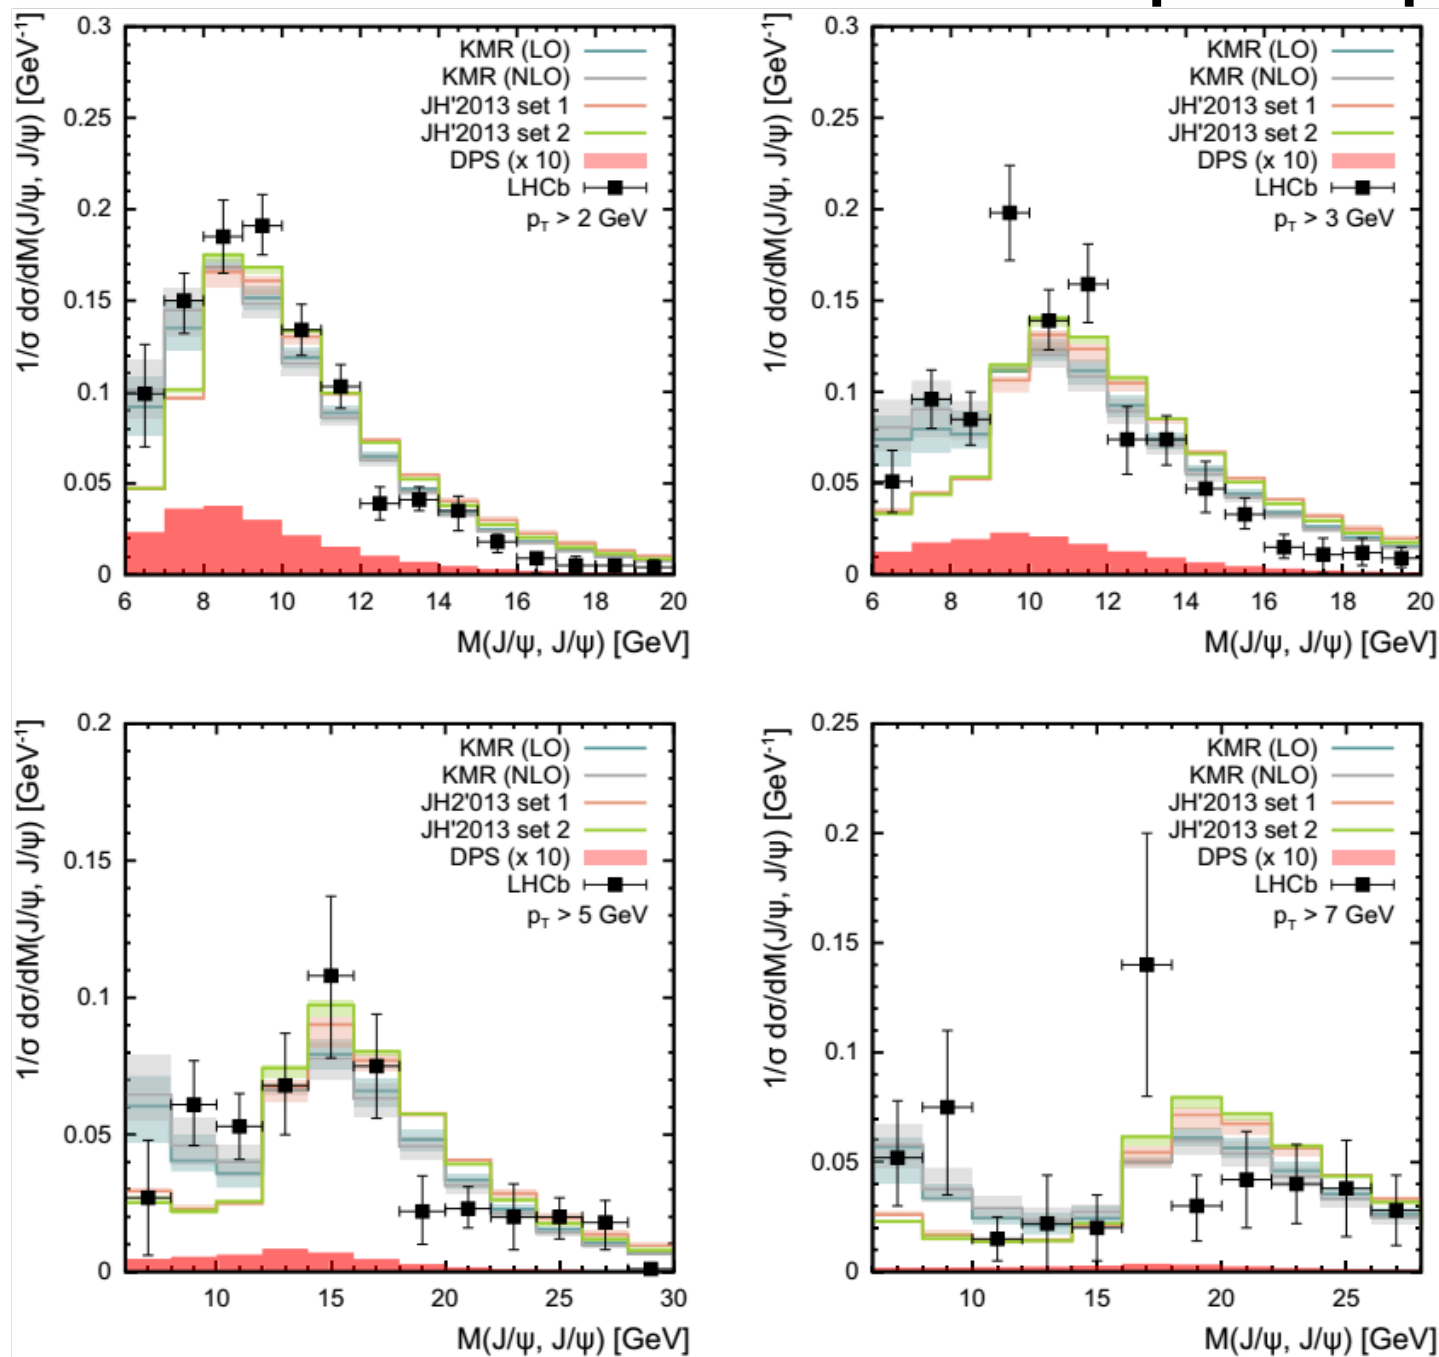 0.3
0.25
0.2
0.15
0.1
0.05
0
1/σ dσ/dM(J/ψ, J/ψ) [GeV⁻¹]
KMR (LO)
KMR (NLO)
JH'2013 set 1
JH'2013 set 2
DPS (x 10)
LHCb
p_T > 2 GeV
6 8 10 12 14 16 18 20
M(J/ψ, J/ψ) [GeV]
0.3
0.25
0.2
0.15
0.1
0.05
0
1/σ dσ/dM(J/ψ, J/ψ) [GeV⁻¹]
KMR (LO)
KMR (NLO)
JH'2013 set 1
JH'2013 set 2
DPS (x 10)
LHCb
p_T > 3 GeV
6 8 10 12 14 16 18 20
M(J/ψ, J/ψ) [GeV]
0.2
0.15
0.1
0.05
0
1/σ dσ/dM(J/ψ, J/ψ) [GeV⁻¹]
KMR (LO)
KMR (NLO)
JH2'013 set 1
JH'2013 set 2
DPS (x 10)
LHCb
p_T > 5 GeV
10 15 20 25 30
M(J/ψ, J/ψ) [GeV]
0.25
0.2
0.15
0.1
0.05
0
1/σ dσ/dM(J/ψ, J/ψ) [GeV⁻¹]
KMR (LO)
KMR (NLO)
JH'2013 set 1
JH'2013 set 2
DPS (x 10)
LHCb
p_T > 7 GeV
10 15 20 25
M(J/ψ, J/ψ) [GeV]